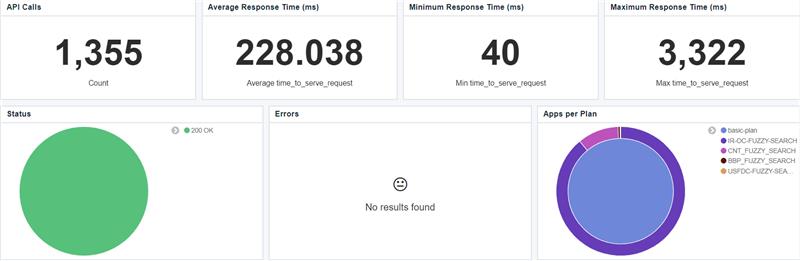 API Calls
Average Response Time (ms)
Minimum Response Time (ms)
Maximum Response Time (ms)
1,355
228.038
40
3,322
Count
Average time_to_serve_request
Min time_to_serve_request
Max time_to_serve_request
Status
Errors
Apps per Plan
200 OK
No results found
basic-plan
IR-OC-FUZZY-SEARCH
CNT_FUZZY_SEARCH
BBP_FUZZY_SEARCH
USFDC-FUZZY-SEA...